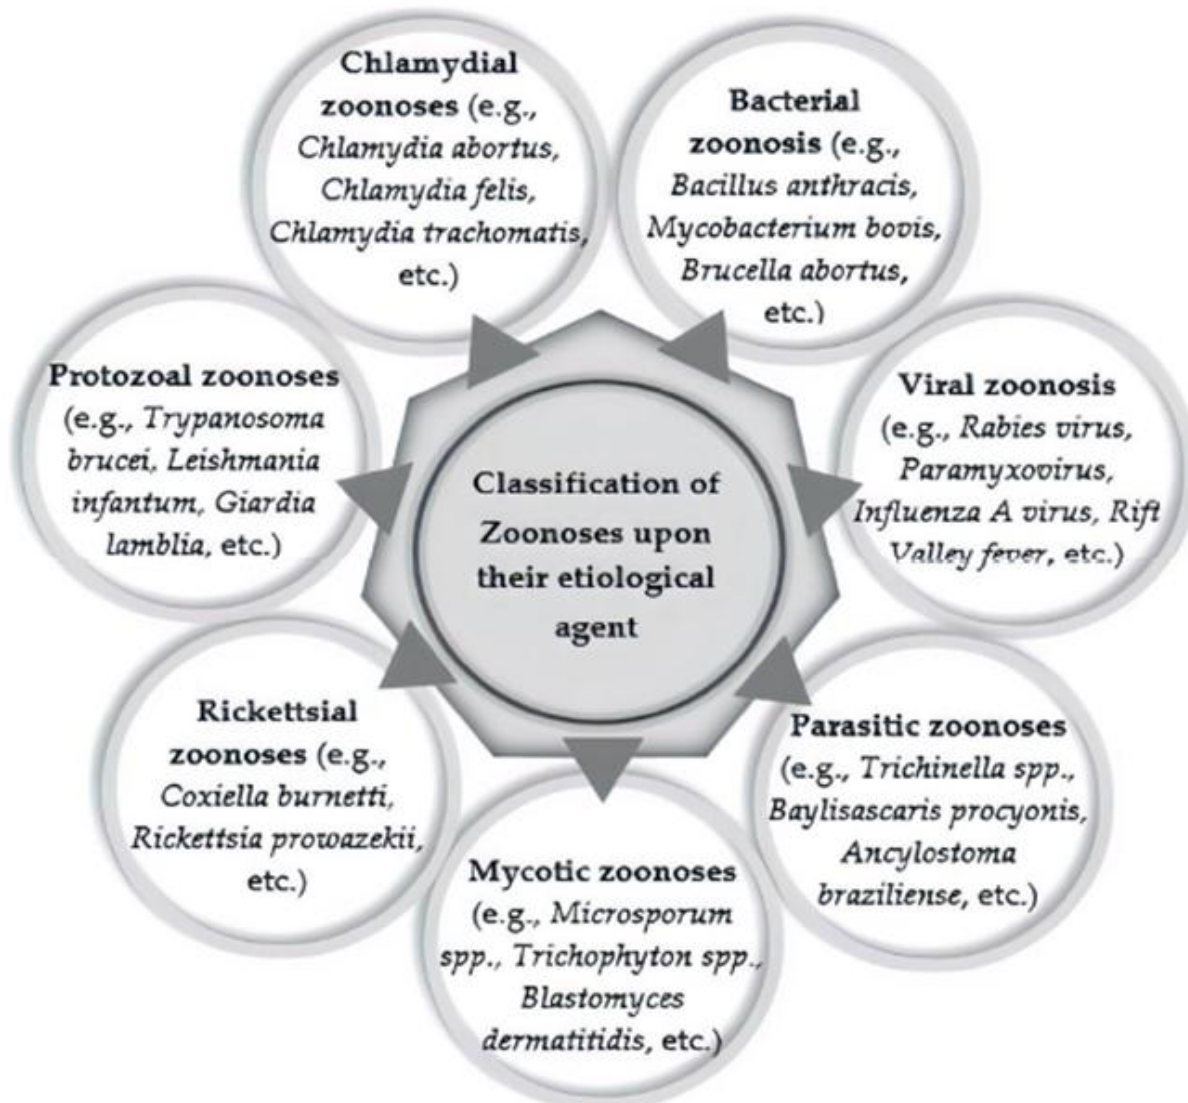 Chlamydial
zoonoses (e.g.,
Chlamydia abortus,
Chlamydia felis,
Chlamydia trachomatis,
etc.)
Bacterial
zoonosis (e.g.,
Bacillus anthracis,
Mycobacterium bovis,
Brucella abortus,
etc.)
Protozoal zoonoses
(e.g., Trypanosoma
brucei, Leishmania
infantum, Giardia
lamblia, etc.)
Classification of
Zoonoses upon
their etiological
agent
Viral zoonosis
(e.g., Rabies virus,
Paramyxovirus,
Influenza A virus, Rift
Valley fever, etc.)
Rickettsial
zoonoses (e.g.,
Coxiella burnetti,
Rickettsia prowazekii,
etc.)
Mycotic zoonoses
(e.g., Microsporum
spp., Trichophyton spp.,
Blastomyces
dermatitidis, etc.)
Parasitic zoonoses
(e.g., Trichinella spp.,
Baylisascaris procyonis,
Ancylostoma
braziliense, etc.)